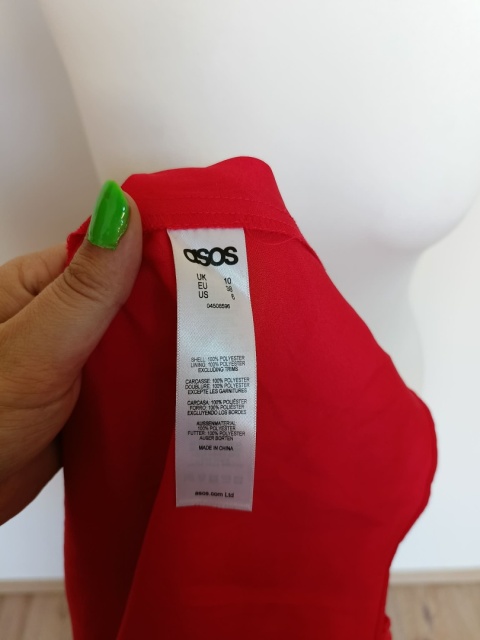 asos
UK 10
EU 38
US 6
04508596
SHELL: 100% POLYESTER
LINING: 100% POLYESTER
EXCLUDING TRIMS
CARCASSE: 100% POLYESTER
DOUBLURE: 100% POLYESTER
EXCEPTE LES GARNITURES
CARCASA: 100% POLIÉSTER
FORRO: 100% POLIÉSTER
EXCLUYENDO LOS BORDES
AUSSENMATERIAL
100% POLYESTER
FUTTER: 100% POLYESTER
AUßER BORTEN
MADE IN CHINA
asos.com Ltd